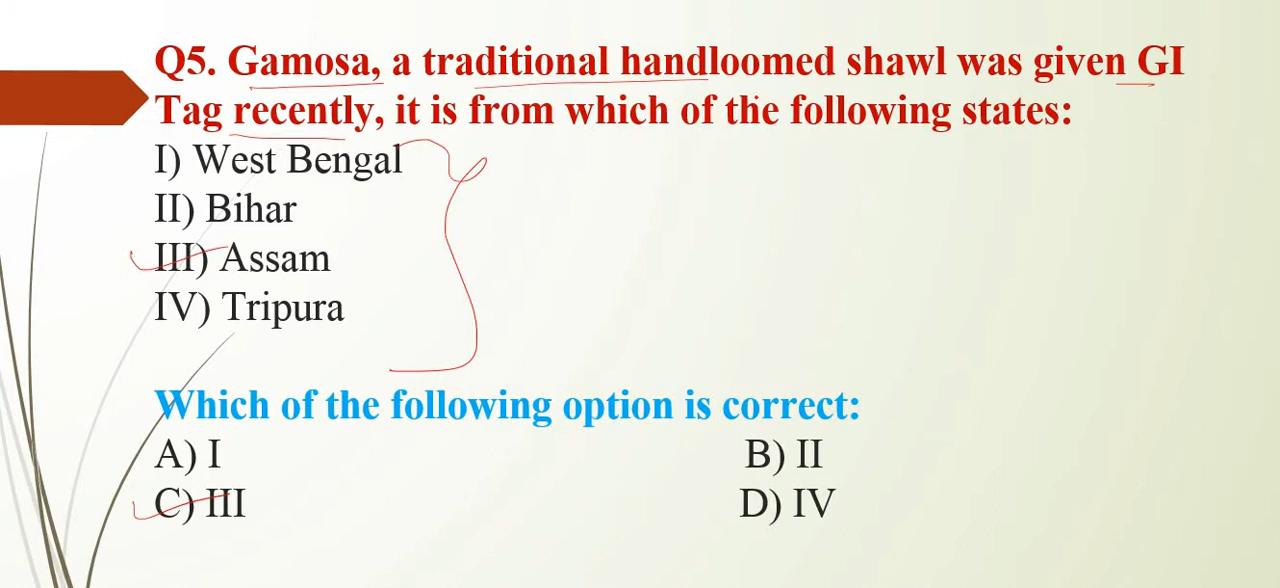 Q5. Gamosa, a traditional handloomed shawl was given GI
Tag recently, it is from which of the following states:
I) West Bengal
II) Bihar
III) Assam
IV) Tripura
Which of the following option is correct:
A) I B) II
C) III D) IV